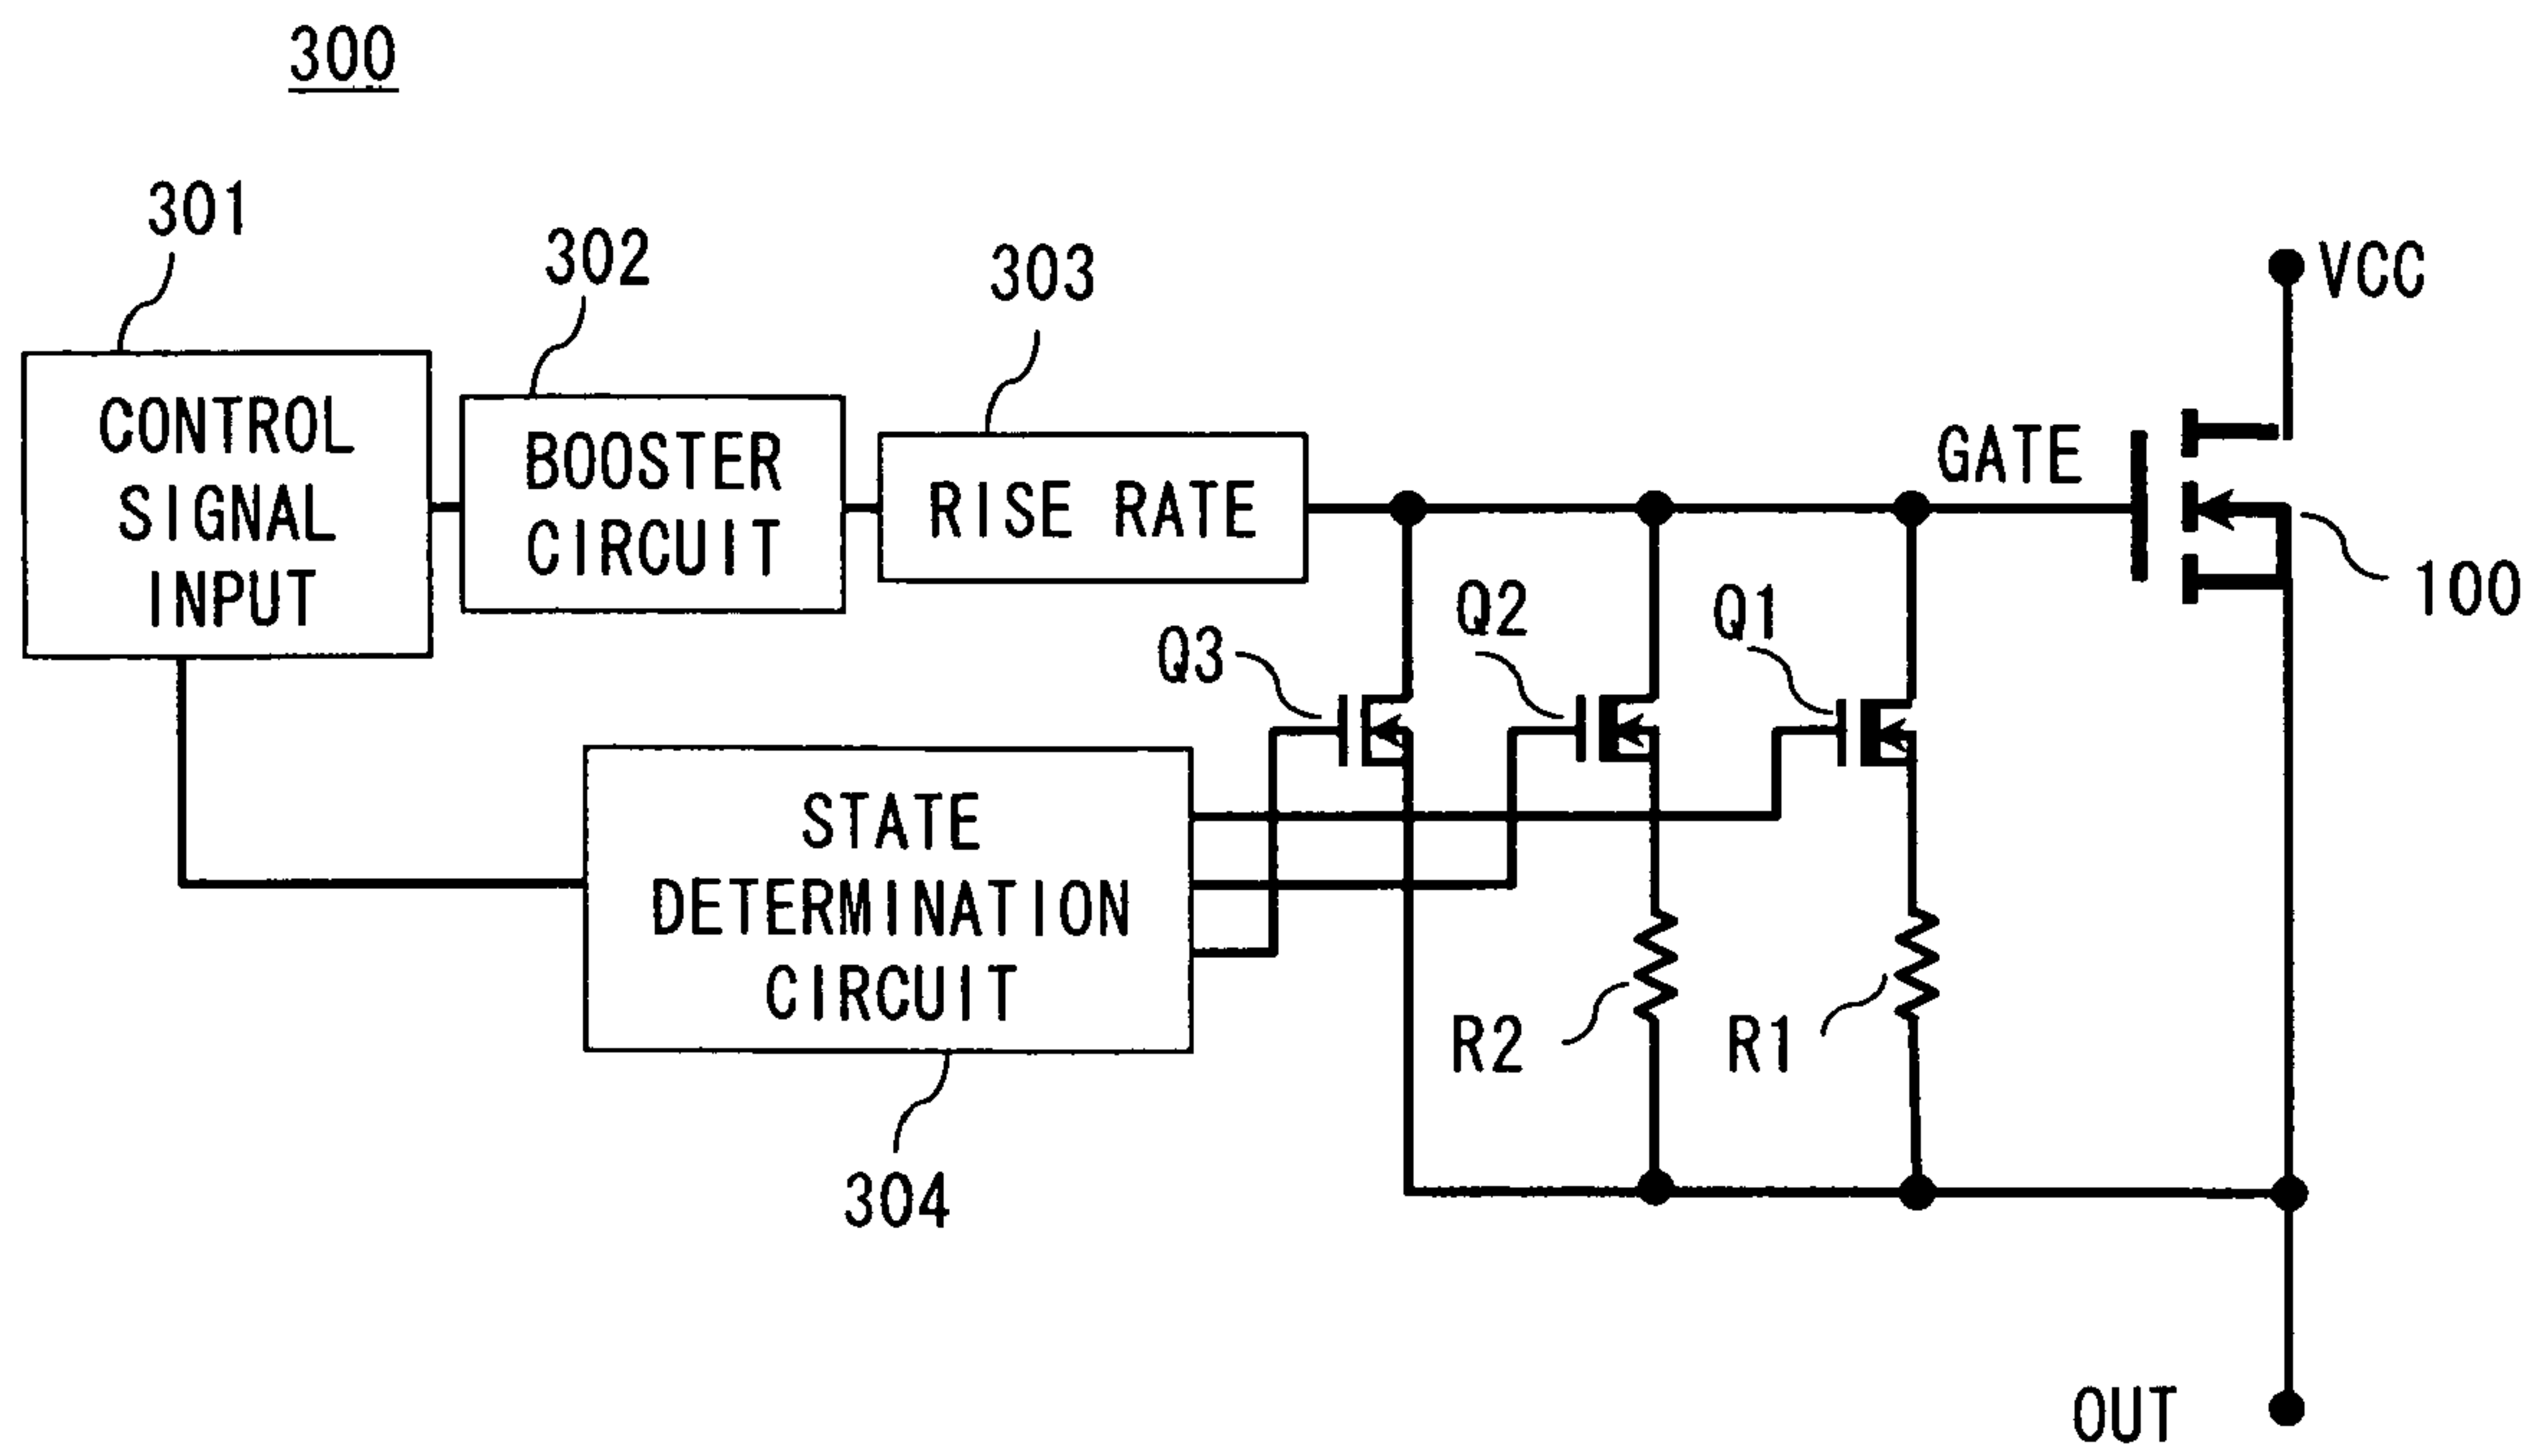 300
301
302
303
VCC
CONTROL
SIGNAL
INPUT
BOOSTER
CIRCUIT
RISE RATE
GATE
100
Q3
Q2
Q1
STATE
DETERMINATION
CIRCUIT
R2
R1
304
OUT